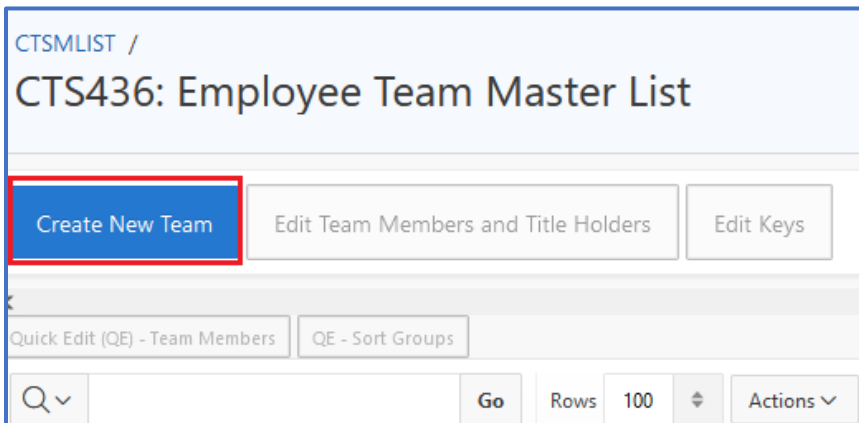 CTSMLIST /
CTS436: Employee Team Master List
Create New Team Edit Team Members and Title Holders Edit Keys
Quick Edit (QE) - Team Members QE - Sort Groups
Go Rows 100 Actions